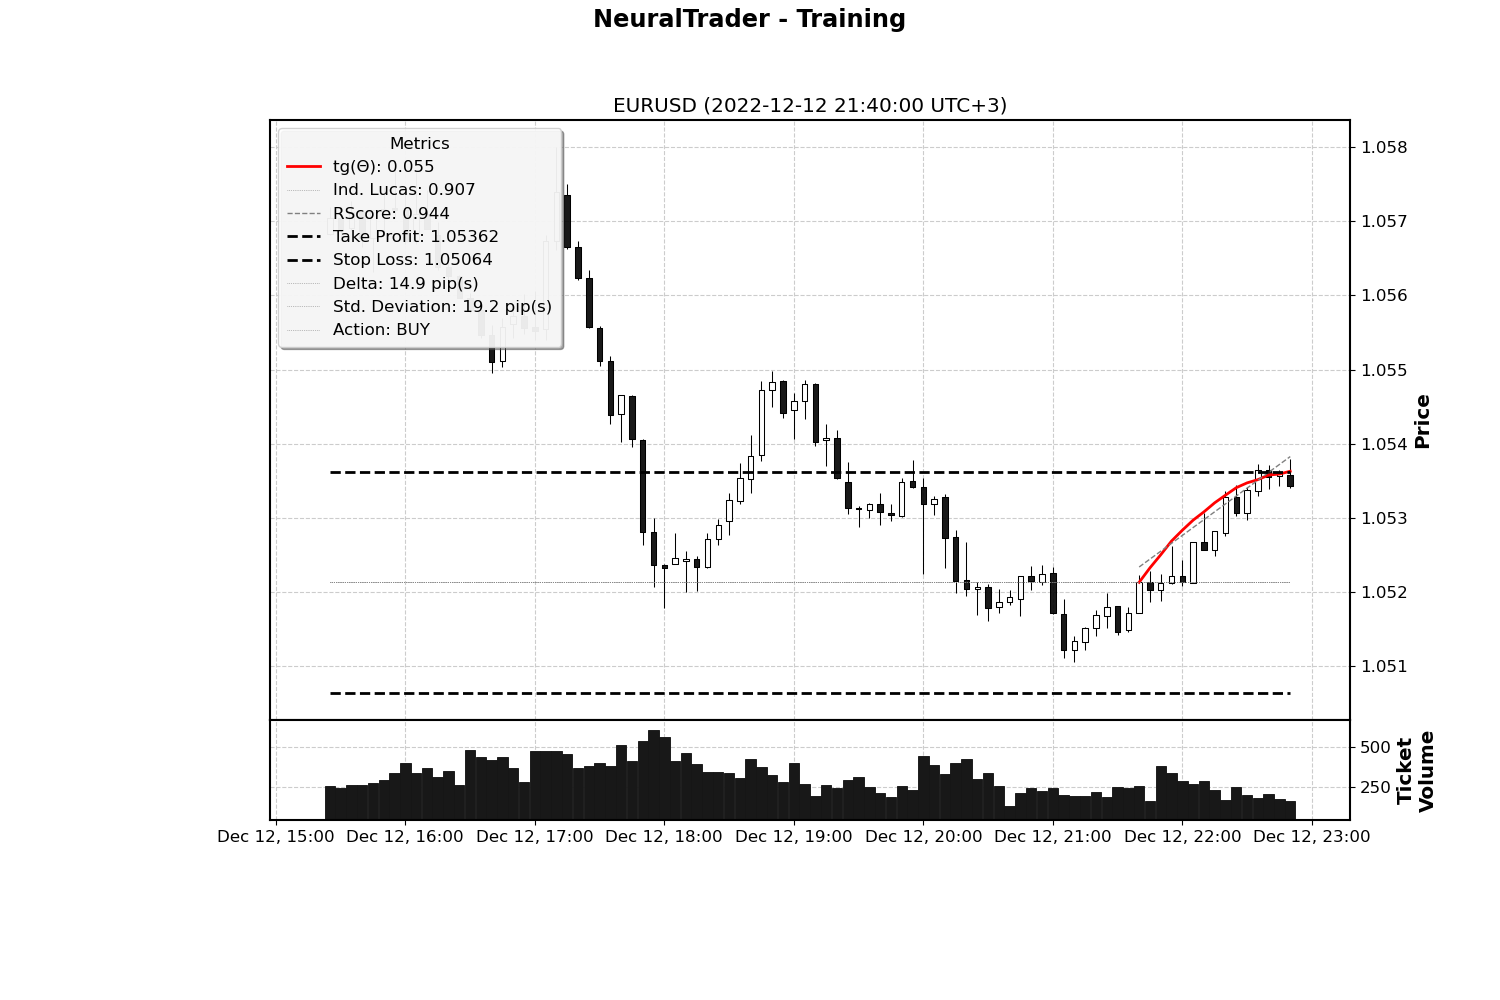 NeuralTrader - Training
EURUSD (2022-12-12 21:40:00 UTC+3)
Metrics
tg(Θ): 0.055
Ind. Lucas: 0.907
RScore: 0.944
Take Profit: 1.05362
Stop Loss: 1.05064
Delta: 14.9 pip(s)
Std. Deviation: 19.2 pip(s)
Action: BUY
1.058
1.057
1.056
1.055
1.054
1.053
1.052
1.051
Price
500
250
Ticket
Volume
Dec 12, 15:00 Dec 12, 16:00 Dec 12, 17:00 Dec 12, 18:00 Dec 12, 19:00 Dec 12, 20:00 Dec 12, 21:00 Dec 12, 22:00 Dec 12, 23:00